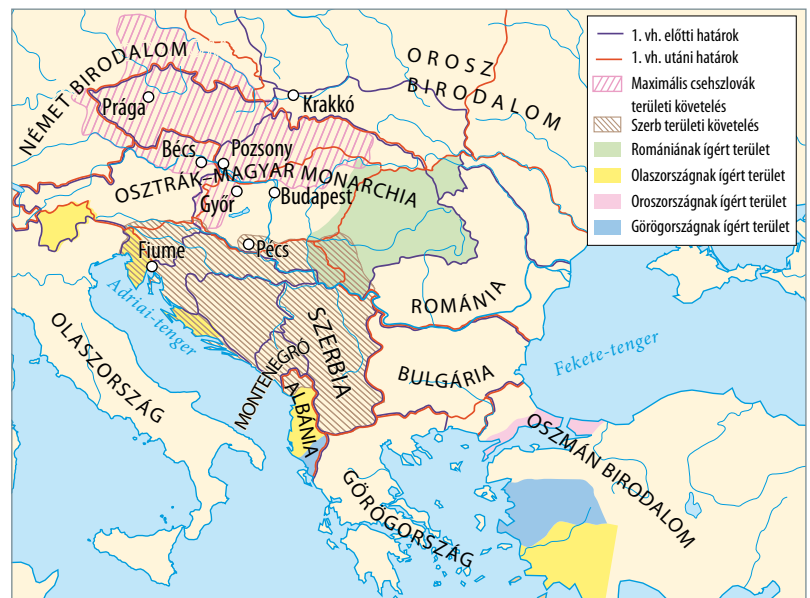 1. vh. előtti határok
1. vh. utáni határok
Maximális csehszlovák
területi követelés
Szerb területi követelés
Romániának ígért terület
Olaszországnak ígért terület
Oroszországnak ígért terület
Görögországnak ígért terület
NÉMET BIRODALOM
OROSZ
BIRODALOM
Prága
Krakkó
Bécs
Pozsony
OSZTRÁK–MAGYAR MONARCHIA
Győr
Budapest
Pécs
Fiume
ROMÁNIA
Adriai-tenger
SZERBIA
OLASZORSZÁG
MONTENEGRÓ
BULGÁRIA
Fekete-tenger
ALBÁNIA
OSZMÁN BIRODALOM
GÖRÖGORSZÁG